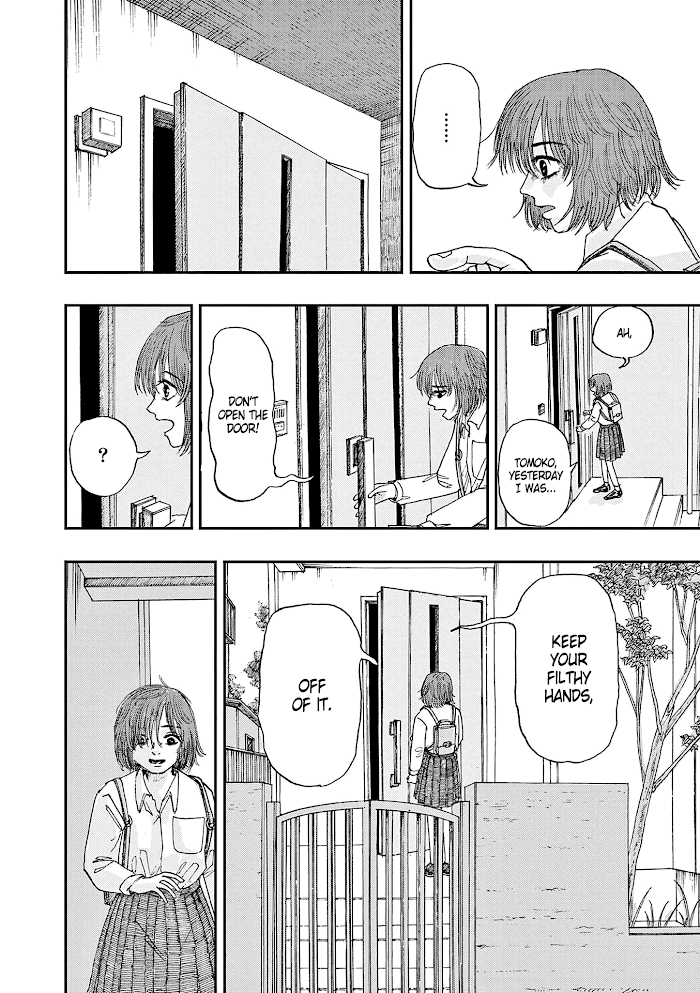 ......
AH,
TOMOKO,
YESTERDAY
I WAS...
DON'T
OPEN THE
DOOR!
?
KEEP
YOUR
FILTHY
HANDS,
OFF
OF IT.